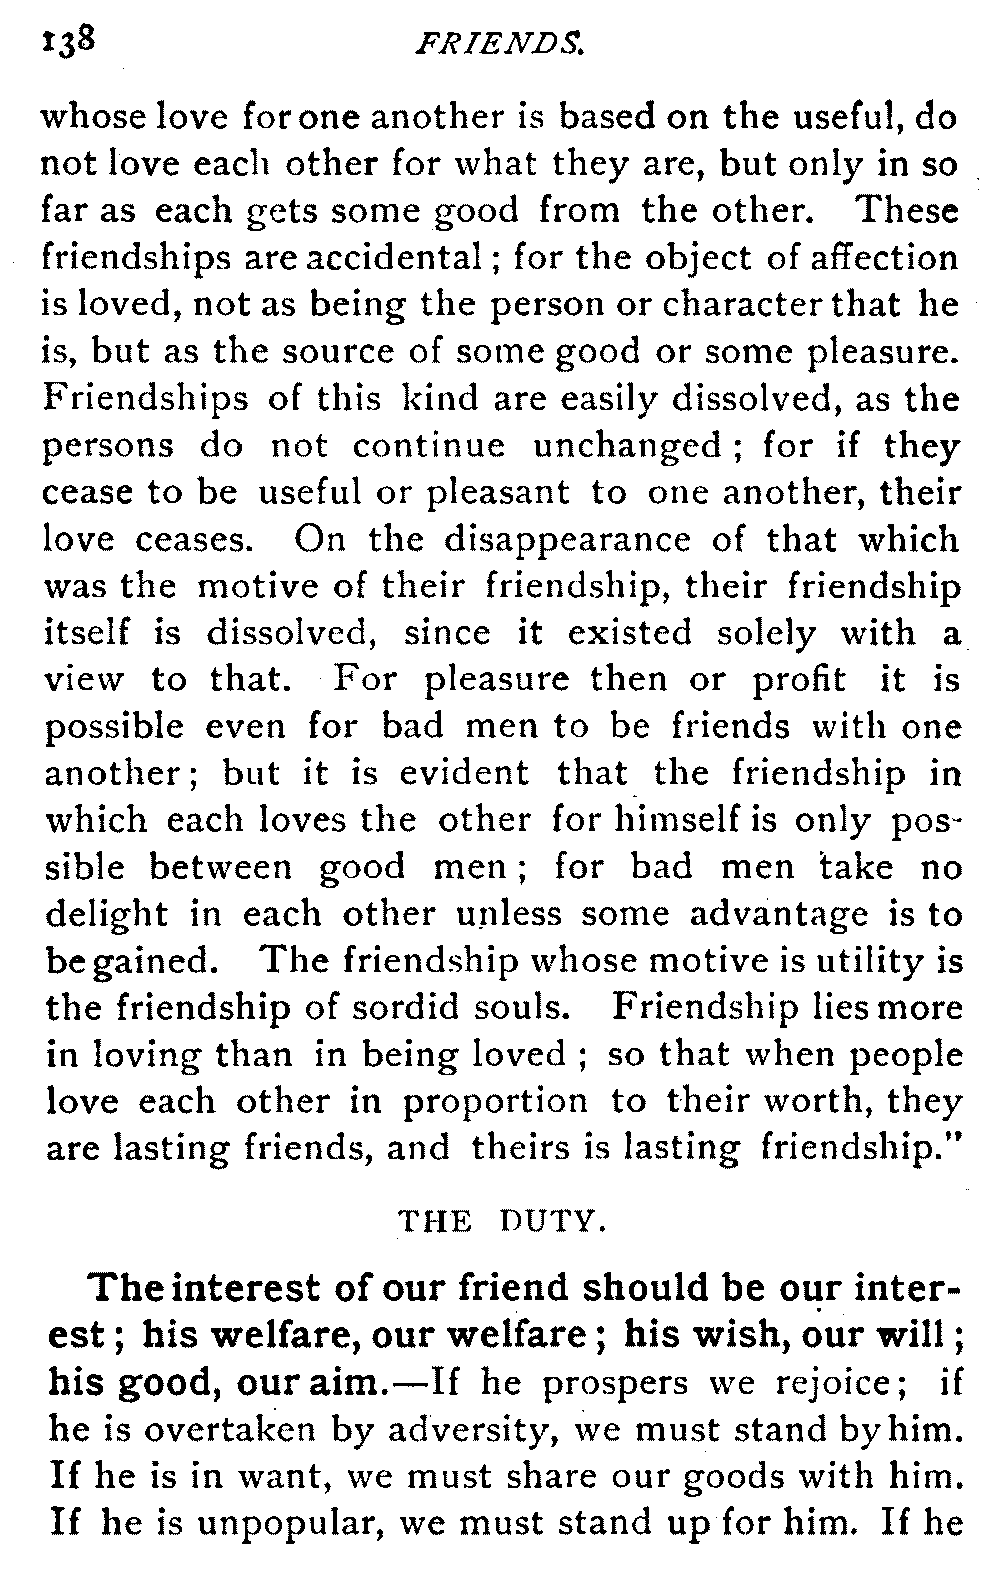 138 FRIENDS.
whose love for one another is based on the useful, do
not love each other for what they are, but only in so
far as each gets some good from the other. These
friendships are accidental ; for the object of affection
is loved, not as being the person or character that he
is, but as the source of some good or some pleasure.
Friendships of this kind are easily dissolved, as the
persons do not continue unchanged ; for if they
cease to be useful or pleasant to one another, their
love ceases. On the disappearance of that which
was the motive of their friendship, their friendship
itself is dissolved, since it existed solely with a
view to that. For pleasure then or profit it is
possible even for bad men to be friends with one
another ; but it is evident that the friendship in
which each loves the other for himself is only pos-
sible between good men ; for bad men take no
delight in each other unless some advantage is to
be gained. The friendship whose motive is utility is
the friendship of sordid souls. Friendship lies more
in loving than in being loved ; so that when people
love each other in proportion to their worth, they
are lasting friends, and theirs is lasting friendship."
THE DUTY.
The interest of our friend should be our inter-
est ; his welfare, our welfare ; his wish, our will ;
his good, our aim.—If he prospers we rejoice ; if
he is overtaken by adversity, we must stand by him.
If he is in want, we must share our goods with him.
If he is unpopular, we must stand up for him. If he